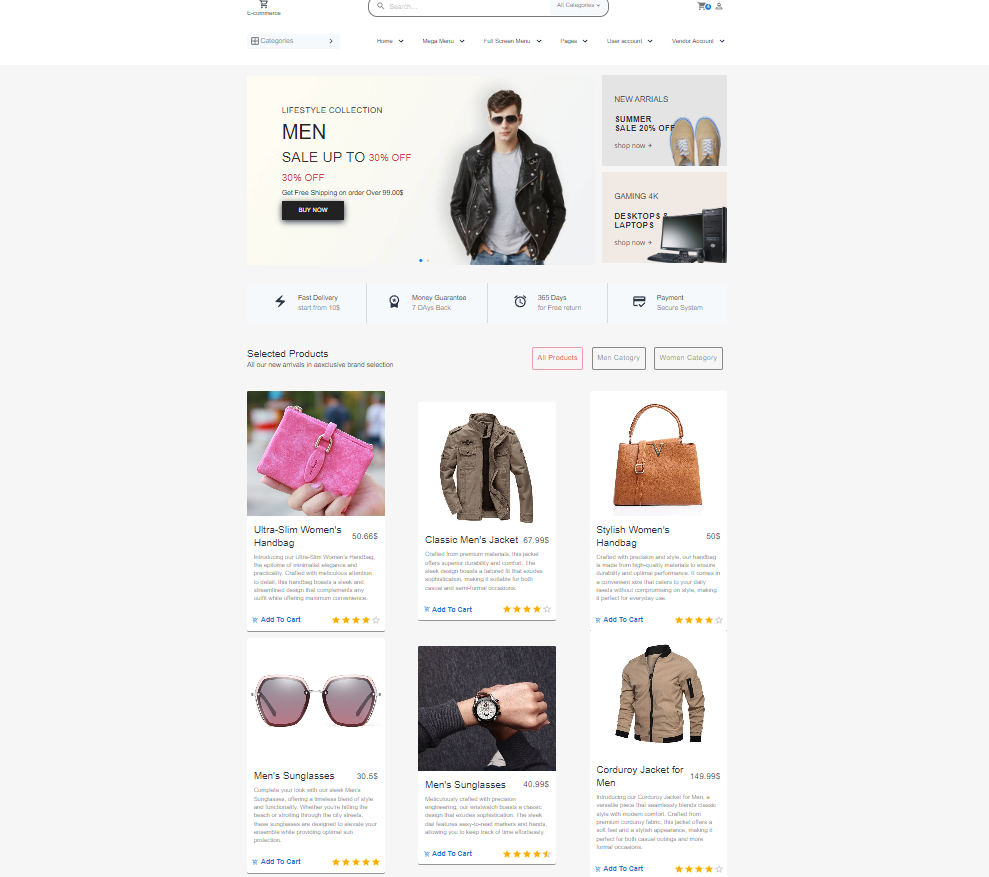 E-commerce
Search...
All Categories
4
Categories
Home
Mega Menu
Full Screen Menu
Pages
User account
Vendor Account
LIFESTYLE COLLECTION
MEN
SALE UP TO 30% OFF
30% OFF
Get Free Shipping on order Over 99.00$
BUY NOW
NEW ARRIALS
SUMMER
SALE 20% OFF
shop now
GAMING 4K
DESKTOPS &
LAPTOPS
shop now
Fast Delivery
start from 10$
Money Guarantee
7 DAys Back
365 Days
for Free return
Payment
Secure System
Selected Products
All our new arrivals in aexclusive brand selection
All Products
Men Catogry
Women Category
Ultra-Slim Women's
Handbag
50.66$
Introducing our Ultra-Slim Women's Handbag,
the epitome of minimalist elegance and
practicality. Crafted with meticulous attention
to detail, this handbag boasts a sleek and
streamlined design that complements any
outfit while offering maximum convenience.
Add To Cart
Classic Men's Jacket
67.99$
Crafted from premium materials, this jacket
offers superior durability and comfort. The
sleek design boasts a tailored fit that exudes
sophistication, making it suitable for both
casual and semi-formal occasions.
Add To Cart
Stylish Women's
Handbag
50$
Crafted with precision and style, our handbag
is made from high-quality materials to ensure
durability and optimal performance. It comes in
a convenient size that caters to your daily
needs without compromising on style, making
it perfect for everyday use.
Add To Cart
Men's Sunglasses
30.5$
Complete your look with our sleek Men's
Sunglasses, offering a timeless blend of style
and functionality. Whether you're hitting the
beach or strolling through the city streets,
these sunglasses are designed to elevate your
ensemble while providing optimal sun
protection.
Add To Cart
Men's Sunglasses
40.99$
Meticulously crafted with precision
engineering, our wristwatch boasts a classic
design that exudes sophistication. The sleek
dial features easy-to-read markers and hands,
allowing you to keep track of time effortlessly.
Add To Cart
Corduroy Jacket for
Men
149.99$
Introducing our Corduroy Jacket for Men, a
versatile piece that seamlessly blends classic
style with modern comfort. Crafted from
premium corduroy fabric, this jacket offers a
soft feel and a stylish appearance, making it
perfect for both casual outings and more
formal occasions.
Add To Cart